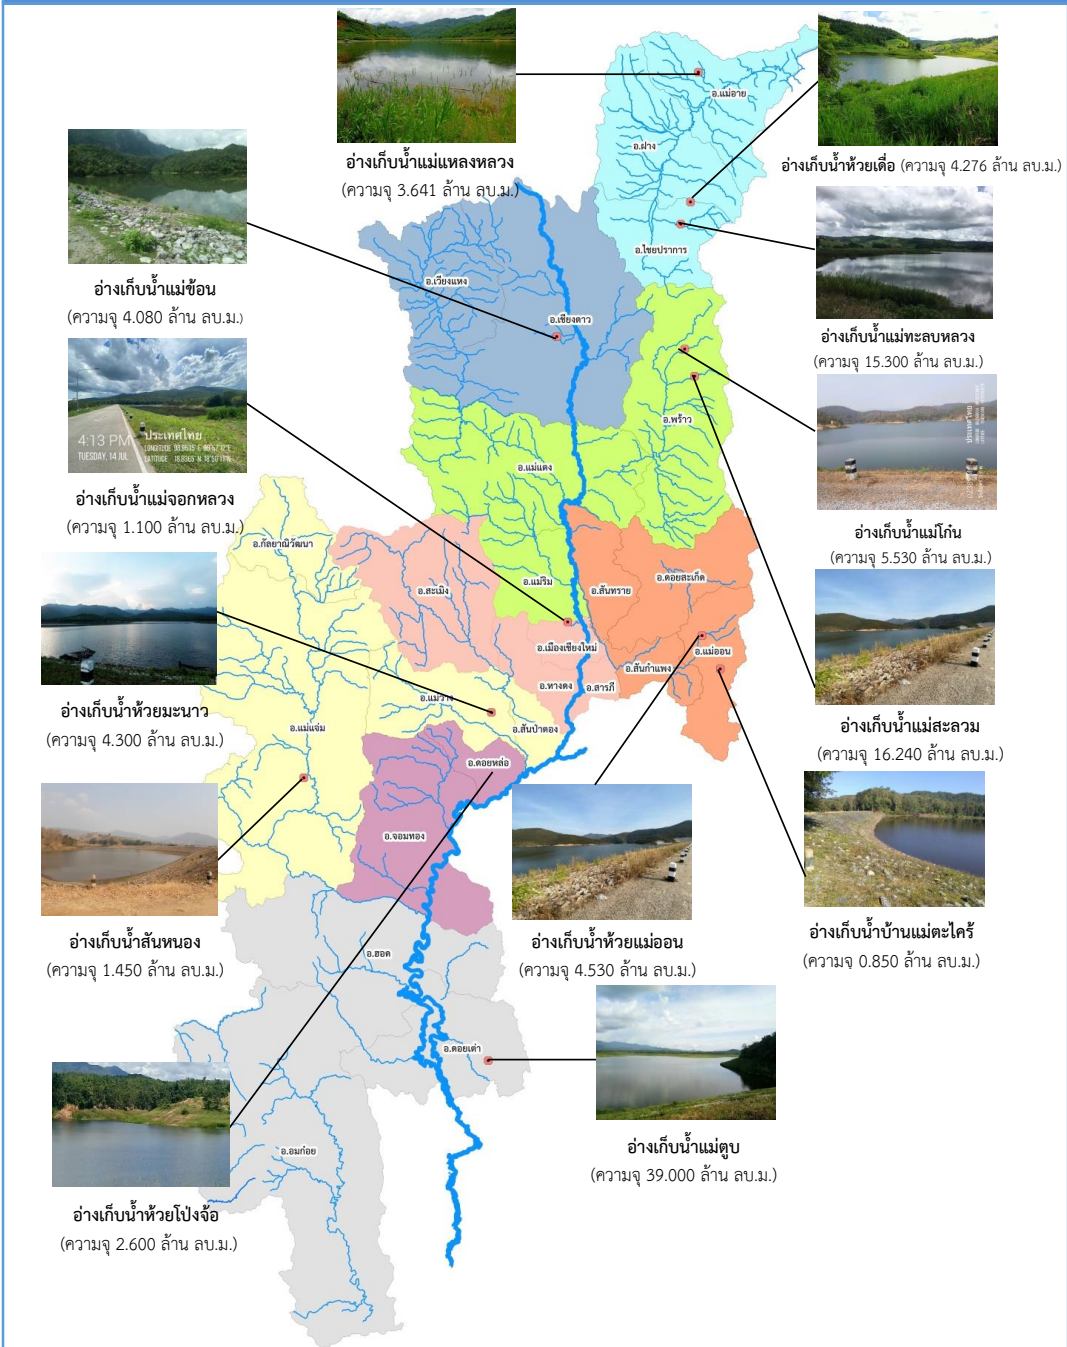 อ่างเก็บน้ำแม่แหลงหลวง
(ความจุ 3.641 ล้าน ลบ.ม.)
อ่างเก็บน้ำห้วยเดื่อ (ความจุ 4.276 ล้าน ลบ.ม.)
อ่างเก็บน้ำแม่ข้อน
(ความจุ 4.080 ล้าน ลบ.ม.)
อ่างเก็บน้ำแม่ทะลบหลวง
(ความจุ 15.300 ล้าน ลบ.ม.)
4:13 PM
TUESDAY, 14 JUL
ประเทศไทย
อ่างเก็บน้ำแม่จอกหลวง
(ความจุ 1.100 ล้าน ลบ.ม.)
ประเทศไทย
อ่างเก็บน้ำแม่โก๋น
(ความจุ 5.530 ล้าน ลบ.ม.)
อ่างเก็บน้ำห้วยมะนาว
(ความจุ 4.300 ล้าน ลบ.ม.)
อ่างเก็บน้ำแม่สะลวม
(ความจุ 16.240 ล้าน ลบ.ม.)
อ่างเก็บน้ำสันหนอง
(ความจุ 1.450 ล้าน ลบ.ม.)
อ่างเก็บน้ำห้วยแม่ออน
(ความจุ 4.530 ล้าน ลบ.ม.)
อ่างเก็บน้ำบ้านแม่ตะไคร้
(ความจุ 0.850 ล้าน ลบ.ม.)
อ่างเก็บน้ำแม่ตูบ
(ความจุ 39.000 ล้าน ลบ.ม.)
อ่างเก็บน้ำห้วยโป่งจ้อ
(ความจุ 2.600 ล้าน ลบ.ม.)
อ.แม่อาย
อ.ฝาง
อ.ไชยปราการ
อ.เวียงแหง
อ.เชียงดาว
อ.พร้าว
อ.แม่แตง
อ.กัลยาณิวัฒนา
อ.สะเมิง
อ.แม่ริม
อ.สันทราย
อ.ดอยสะเก็ด
อ.เมืองเชียงใหม่
อ.แม่ออน
อ.สันกำแพง
อ.หางดง
อ.สารภี
อ.แม่วาง
อ.สันป่าตอง
อ.แม่แจ่ม
อ.ดอยหล่อ
อ.จอมทอง
อ.ฮอด
อ.ดอยเต่า
อ.อมก๋อย